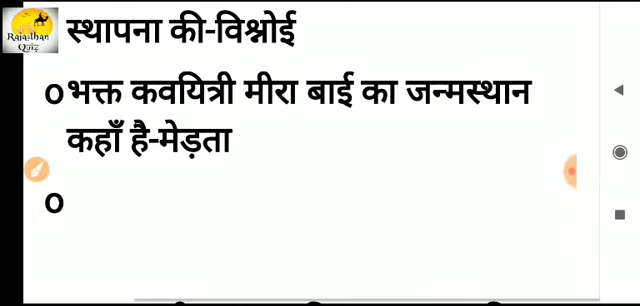 Rajasthan
Quiz
स्थापना की-विश्नोई
o भक्त कवयित्री मीरा बाई का जन्मस्थान
कहाँ है-मेड़ता
o